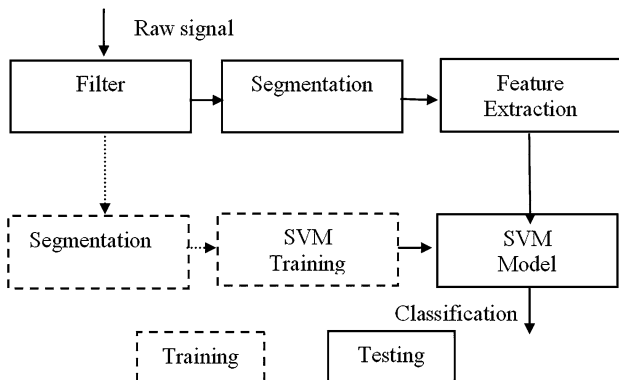 Raw signal
Filter
Segmentation
Feature
Extraction
Segmentation
SVM
Training
SVM
Model
Classification
Training
Testing